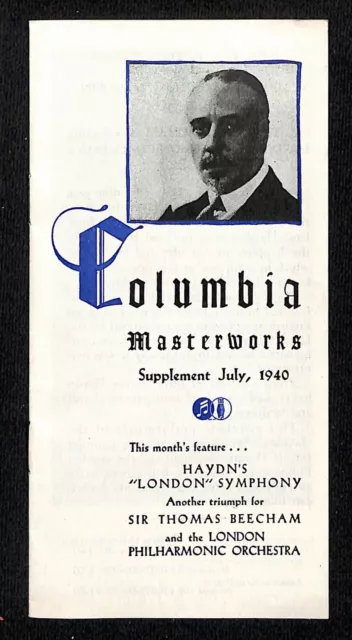 Columbia
Masterworks
Supplement July, 1940
This month's feature . . .
HAYDN'S
"LONDON" SYMPHONY
Another triumph for
SIR THOMAS BEECHAM
and the LONDON
PHILHARMONIC ORCHESTRA